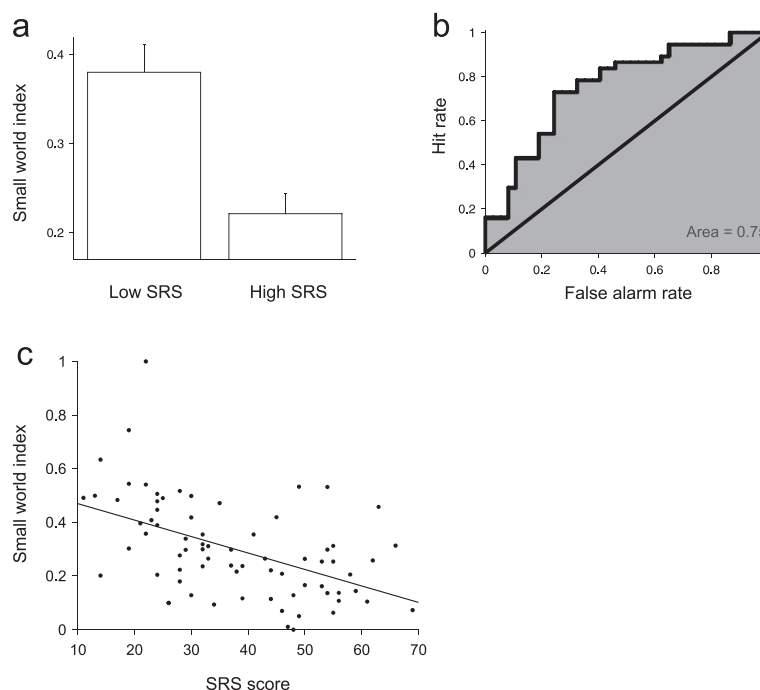 a
0.4
0.3
0.2
Small world index
Low SRS
High SRS
b
1
0.8
0.6
0.4
0.2
0
Hit rate
Area = 0.7
0
0.2
0.4
0.6
0.8
False alarm rate
c
1
0.8
0.6
0.4
0.2
0
Small world index
10
20
30
40
50
60
70
SRS score